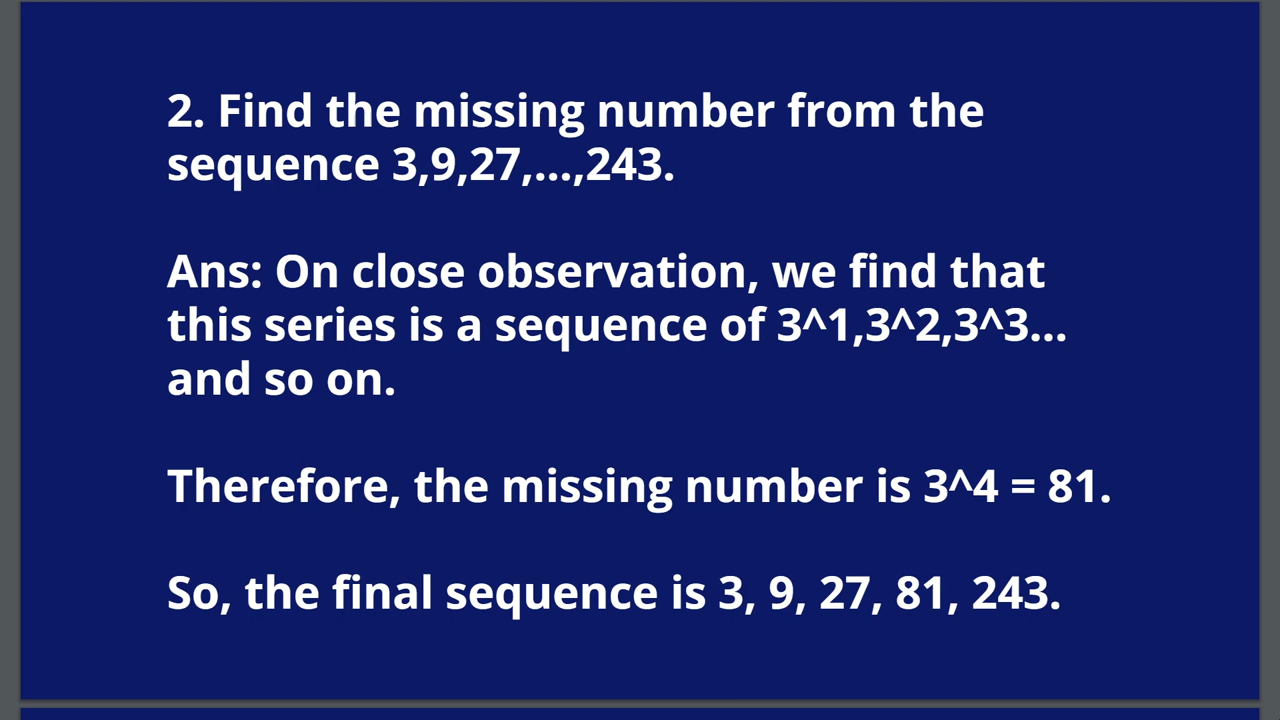 2. Find the missing number from the
sequence 3,9,27,...,243.
Ans: On close observation, we find that
this series is a sequence of 3^1,3^2,3^3...
and so on.
Therefore, the missing number is 3^4 = 81.
So, the final sequence is 3, 9, 27, 81, 243.